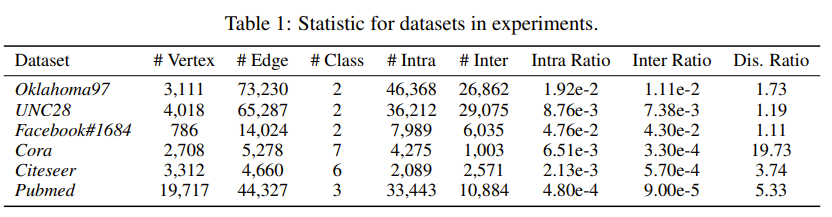 Table 1: Statistic for datasets in experiments.
Dataset # Vertex # Edge # Class # Intra # Inter Intra Ratio Inter Ratio Dis. Ratio
Oklahoma97 3,111 73,230 2 46,368 26,862 1.92e-2 1.11e-2 1.73
UNC28 4,018 65,287 2 36,212 29,075 8.76e-3 7.38e-3 1.19
Facebook#1684 786 14,024 2 7,989 6,035 4.76e-2 4.30e-2 1.11
Cora 2,708 5,278 7 4,275 1,003 6.51e-3 3.30e-4 19.73
Citeseer 3,312 4,660 6 2,089 2,571 2.13e-3 5.70e-4 3.74
Pubmed 19,717 44,327 3 33,443 10,884 4.80e-4 9.00e-5 5.33